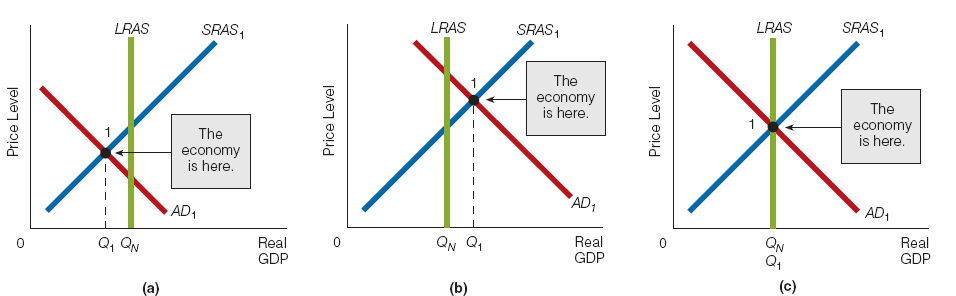 LRAS
SRAS1
Price Level
1
The
economy
is here.
AD1
0
Q1 QN
Real
GDP
(a)
LRAS
SRAS1
Price Level
1
The
economy
is here.
AD1
0
QN Q1
Real
GDP
(b)
LRAS
SRAS1
Price Level
1
The
economy
is here.
AD1
0
QN
Q1
Real
GDP
(c)